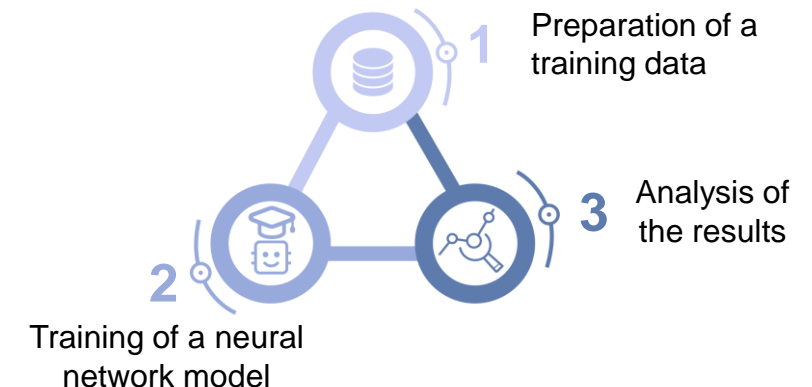 1
Preparation of a
training data
2
Training of a neural
network model
3
Analysis of
the results